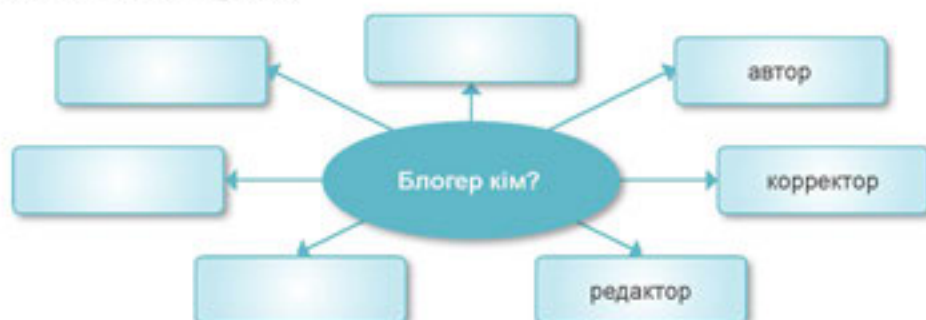 автор
Блогер кім?
корректор
редактор